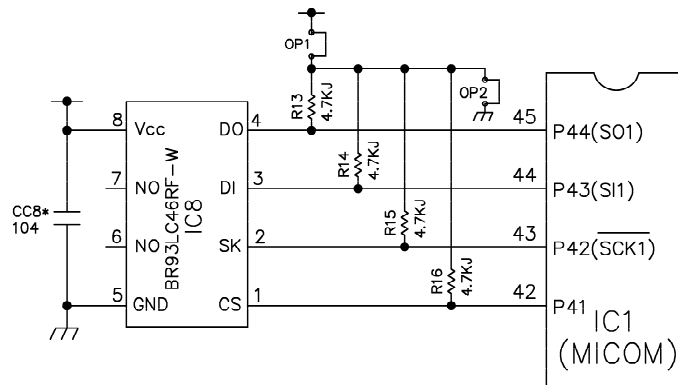 OP1
OP2
R13
4.7KJ
R14
4.7KJ
R15
4.7KJ
R16
4.7KJ
CC8*
104
8 Vcc
7 NO
6 NO
5 GND
BR93LC46RF-W
IC8
DO 4
DI 3
SK 2
CS 1
45 P44(SO1)
44 P43(SI1)
43 P42(SCK1)
42 P41
IC1
(MICOM)